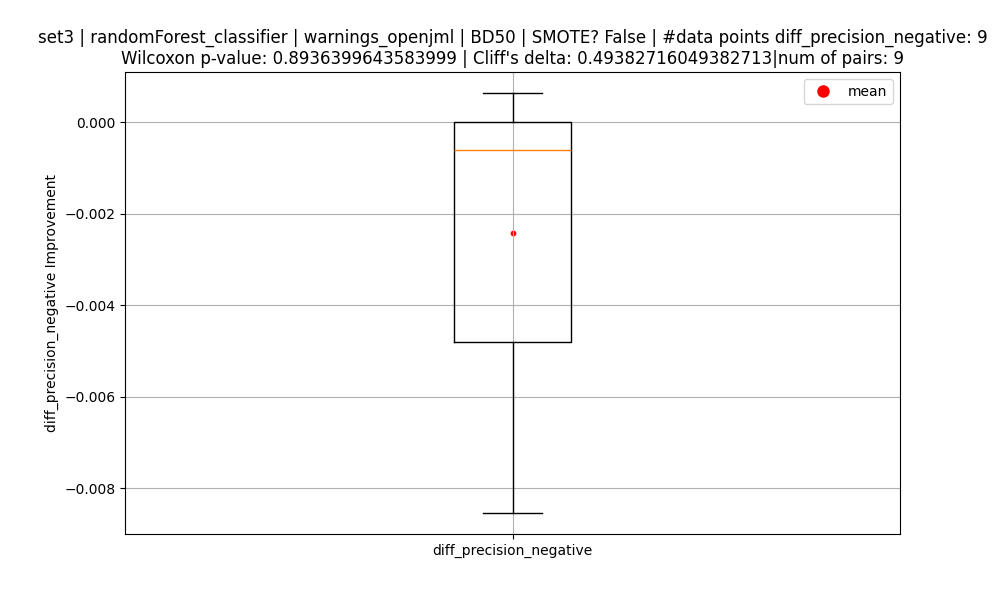 set3 | randomForest_classifier | warnings_openjml | BD50 | SMOTE? False | #data points diff_precision_negative: 9
Wilcoxon p-value: 0.8936399643583999 | Cliff's delta: 0.49382716049382713|num of pairs: 9
mean
0.000
−0.002
−0.004
−0.006
−0.008
diff_precision_negative Improvement
diff_precision_negative